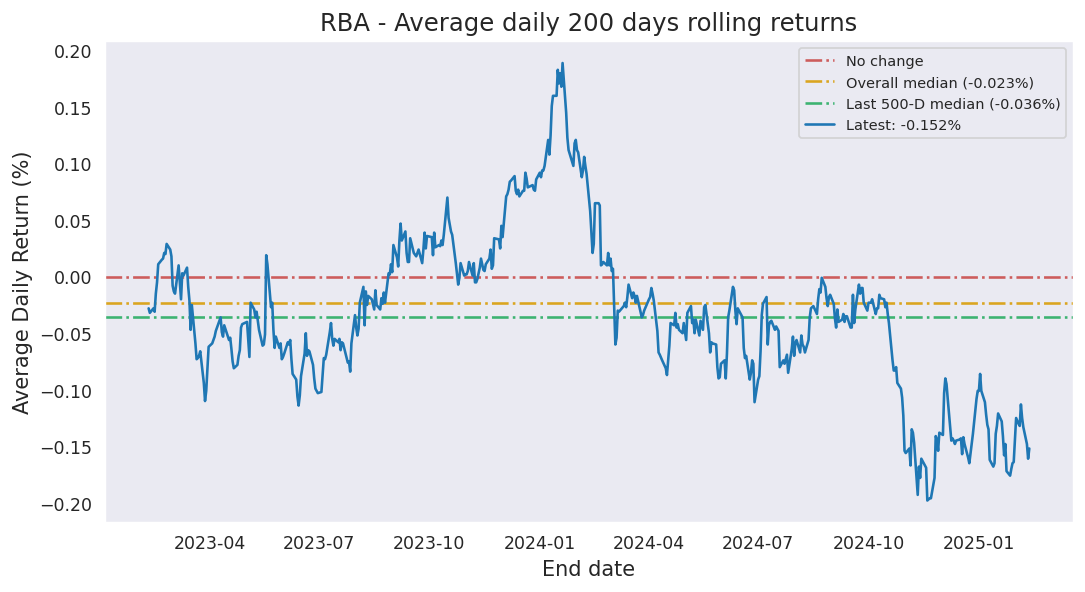 RBA - Average daily 200 days rolling returns
No change
Overall median (-0.023%)
Last 500-D median (-0.036%)
Latest: -0.152%
Average Daily Return (%)
0.20
0.15
0.10
0.05
0.00
−0.05
−0.10
−0.15
−0.20
2023-04 2023-07 2023-10 2024-01 2024-04 2024-07 2024-10 2025-01
End date